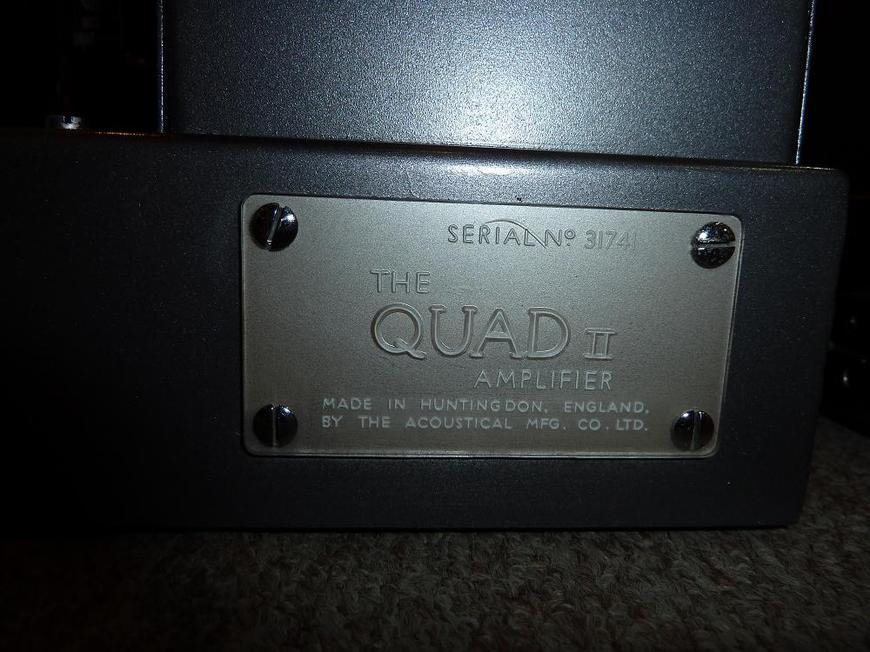 SERIAL Nº 31741
THE
QUAD II
AMPLIFIER
MADE IN HUNTINGDON, ENGLAND,
BY THE ACOUSTICAL MFG. CO. LTD.